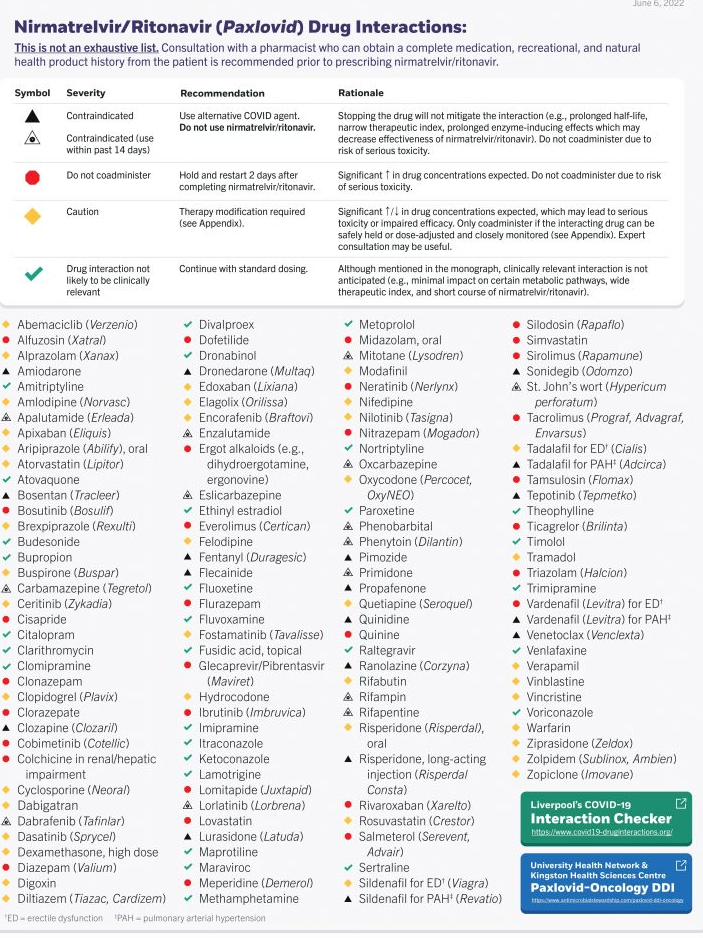 June 6, 2022
Nirmatrelvir/Ritonavir (Paxlovid) Drug Interactions:
This is not an exhaustive list. Consultation with a pharmacist who can obtain a complete medication, recreational, and natural
health product history from the patient is recommended prior to prescribing nirmatrelvir/ritonavir.
Symbol Severity Recommendation Rationale
Contraindicated
Contraindicated (use
within past 14 days)
Use alternative COVID agent.
Do not use nirmatrelvir/ritonavir.
Stopping the drug will not mitigate the interaction (e.g., prolonged half-life,
narrow therapeutic index, prolonged enzyme-inducing effects which may
decrease effectiveness of nirmatrelvir/ritonavir). Do not coadminister due to
risk of serious toxicity.
Do not coadminister
Hold and restart 2 days after
completing nirmatrelvir/ritonavir.
Significant ↑ in drug concentrations expected. Do not coadminister due to risk
of serious toxicity.
Caution
Therapy modification required
(see Appendix).
Significant ↑/↓ in drug concentrations expected, which may lead to serious
toxicity or impaired efficacy. Only coadminister if the interacting drug can be
safely held or dose-adjusted and closely monitored (see Appendix). Expert
consultation may be useful.
Drug interaction not
likely to be clinically
relevant
Continue with standard dosing.
Although mentioned in the monograph, clinically relevant interaction is not
anticipated (e.g., minimal impact on certain metabolic pathways, wide
therapeutic index, and short course of nirmatrelvir/ritonavir).
Abemaciclib (Verzenio)
Alfuzosin (Xatral)
Alprazolam (Xanax)
Amiodarone
Amitriptyline
Amlodipine (Norvasc)
Apalutamide (Erleada)
Apixaban (Eliquis)
Aripiprazole (Abilify), oral
Atorvastatin (Lipitor)
Atovaquone
Bosentan (Tracleer)
Bosutinib (Bosulif)
Brexpiprazole (Rexulti)
Budesonide
Bupropion
Buspirone (Buspar)
Carbamazepine (Tegretol)
Ceritinib (Zykadia)
Cisapride
Citalopram
Clarithromycin
Clomipramine
Clonazepam
Clopidogrel (Plavix)
Clorazepate
Clozapine (Clozaril)
Cobimetinib (Cotellic)
Colchicine in renal/hepatic
impairment
Cyclosporine (Neoral)
Dabigatran
Dabrafenib (Tafinlar)
Dasatinib (Sprycel)
Dexamethasone, high dose
Diazepam (Valium)
Digoxin
Diltiazem (Tiazac, Cardizem)
Divalproex
Dofetilide
Dronabinol
Dronedarone (Multaq)
Edoxaban (Lixiana)
Elagolix (Orilissa)
Encorafenib (Braftovi)
Enzalutamide
Ergot alkaloids (e.g.,
dihydroergotamine,
ergonovine)
Eslicarbazepine
Ethinyl estradiol
Everolimus (Certican)
Felodipine
Fentanyl (Duragesic)
Flecainide
Fluoxetine
Flurazepam
Fluvoxamine
Fostamatinib (Tavalisse)
Fusidic acid, topical
Glecaprevir/Pibrentasvir
(Maviret)
Hydrocodone
Ibrutinib (Imbruvica)
Imipramine
Itraconazole
Ketoconazole
Lamotrigine
Lomitapide (Juxtapid)
Lorlatinib (Lorbrena)
Lovastatin
Lurasidone (Latuda)
Maprotiline
Maraviroc
Meperidine (Demerol)
Methamphetamine
Metoprolol
Midazolam, oral
Mitotane (Lysodren)
Modafinil
Neratinib (Nerlynx)
Nifedipine
Nilotinib (Tasigna)
Nitrazepam (Mogadon)
Nortriptyline
Oxcarbazepine
Oxycodone (Percocet,
OxyNEO)
Paroxetine
Phenobarbital
Phenytoin (Dilantin)
Pimozide
Primidone
Propafenone
Quetiapine (Seroquel)
Quinidine
Quinine
Raltegravir
Ranolazine (Corzyna)
Rifabutin
Rifampin
Rifapentine
Risperidone (Risperdal),
oral
Risperidone, long-acting
injection (Risperdal
Consta)
Rivaroxaban (Xarelto)
Rosuvastatin (Crestor)
Salmeterol (Serevent,
Advair)
Sertraline
Sildenafil for ED† (Viagra)
Sildenafil for PAH‡ (Revatio)
Silodosin (Rapaflo)
Simvastatin
Sirolimus (Rapamune)
Sonidegib (Odomzo)
St. John's wort (Hypericum
perforatum)
Tacrolimus (Prograf, Advagraf,
Envarsus)
Tadalafil for ED† (Cialis)
Tadalafil for PAH‡ (Adcirca)
Tamsulosin (Flomax)
Tepotinib (Tepmetko)
Theophylline
Ticagrelor (Brilinta)
Timolol
Tramadol
Triazolam (Halcion)
Trimipramine
Vardenafil (Levitra) for ED†
Vardenafil (Levitra) for PAH‡
Venetoclax (Venclexta)
Venlafaxine
Verapamil
Vinblastine
Vincristine
Voriconazole
Warfarin
Ziprasidone (Zeldox)
Zolpidem (Sublinox, Ambien)
Zopiclone (Imovane)
Liverpool's COVID-19
Interaction Checker
https://www.covid19-druginteractions.org/
University Health Network &
Kingston Health Sciences Centre
Paxlovid-Oncology DDI
https://www.antimicrobialstewardship.com/paxlovid-ddi-oncology
†ED = erectile dysfunction ‡PAH = pulmonary arterial hypertension